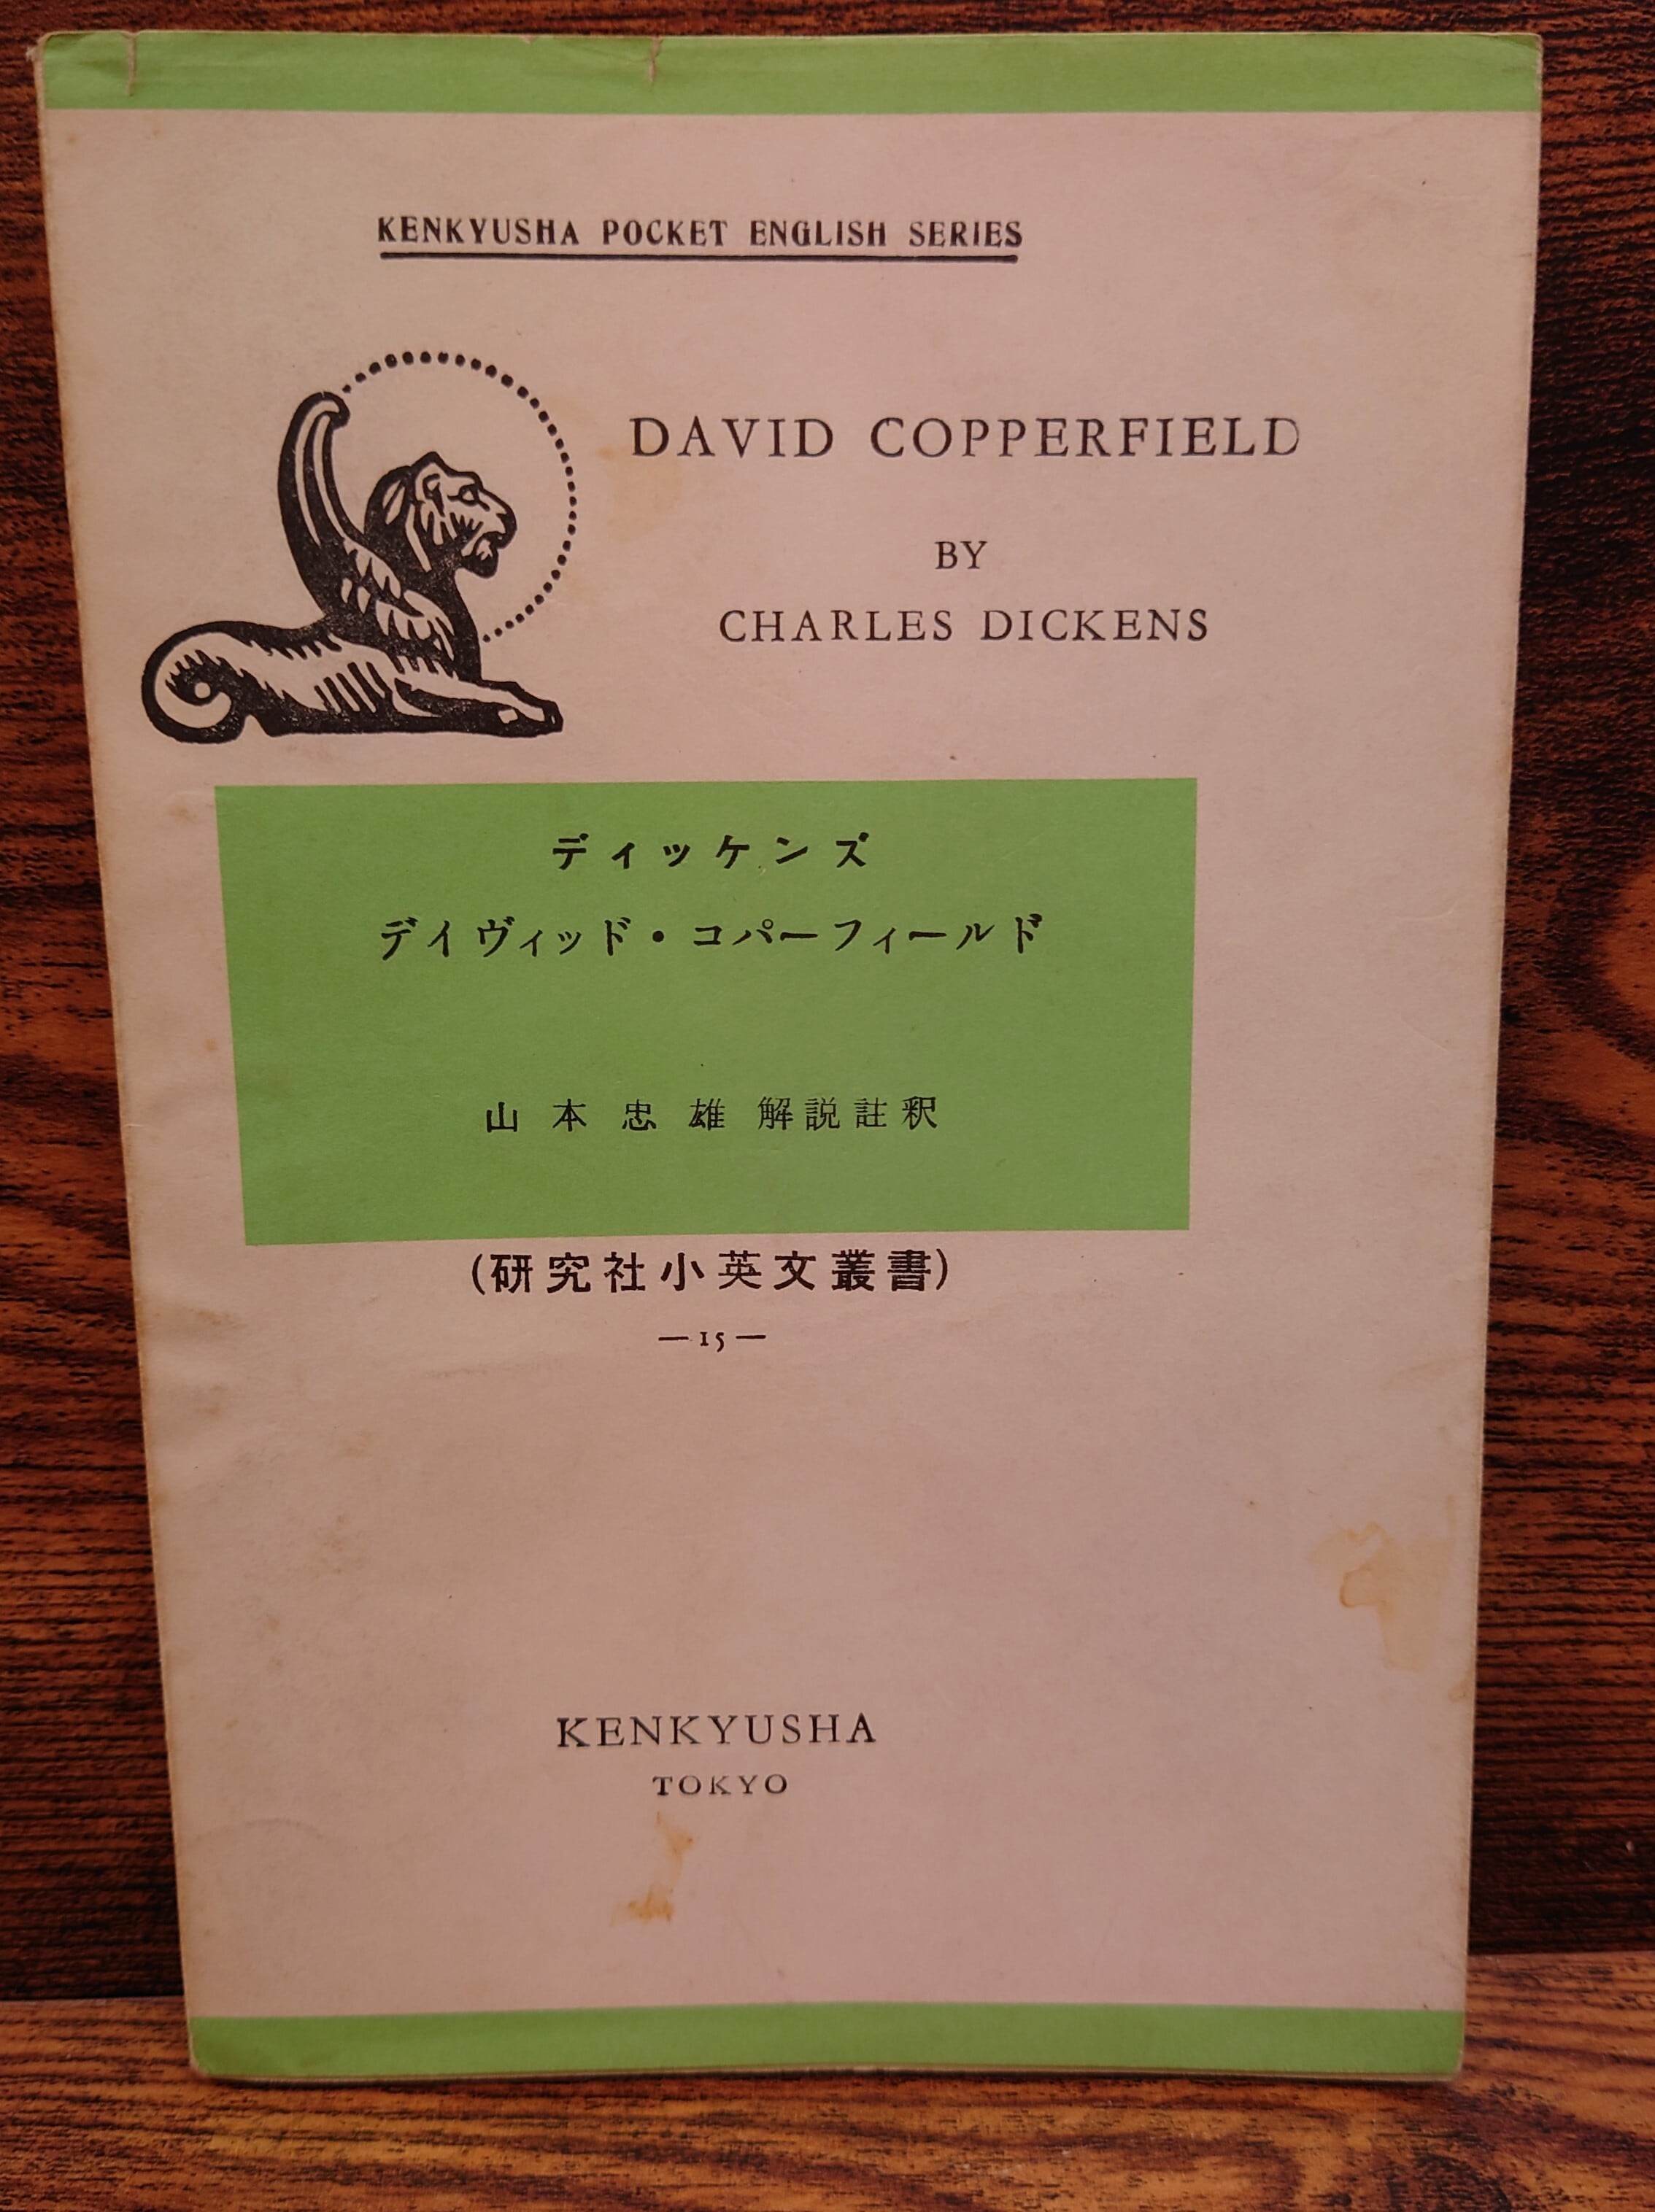 KENKYUSHA POCKET ENGLISH SERIES
DAVID COPPERFIELD
BY
CHARLES DICKENS
ディッケンズ
デイヴィッド・コパーフィールド
山本忠雄 解説註釈
(研究社小英文叢書)
—15—
KENKYUSHA
TOKYO